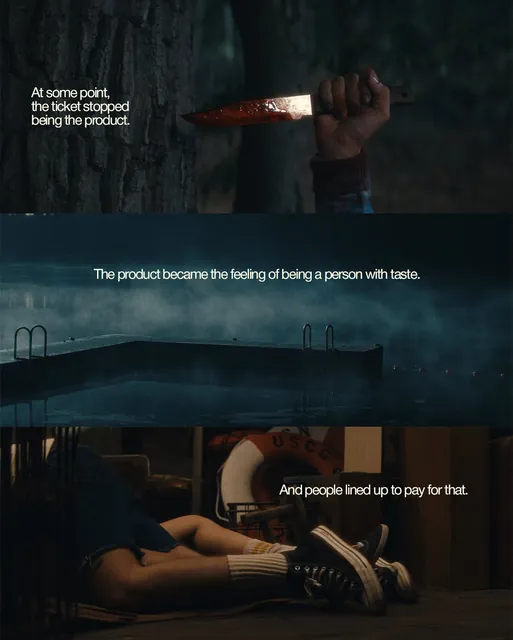 At some point,
the ticket stopped
being the product.
The product became the feeling of being a person with taste.
USCG
And people lined up to pay for that.